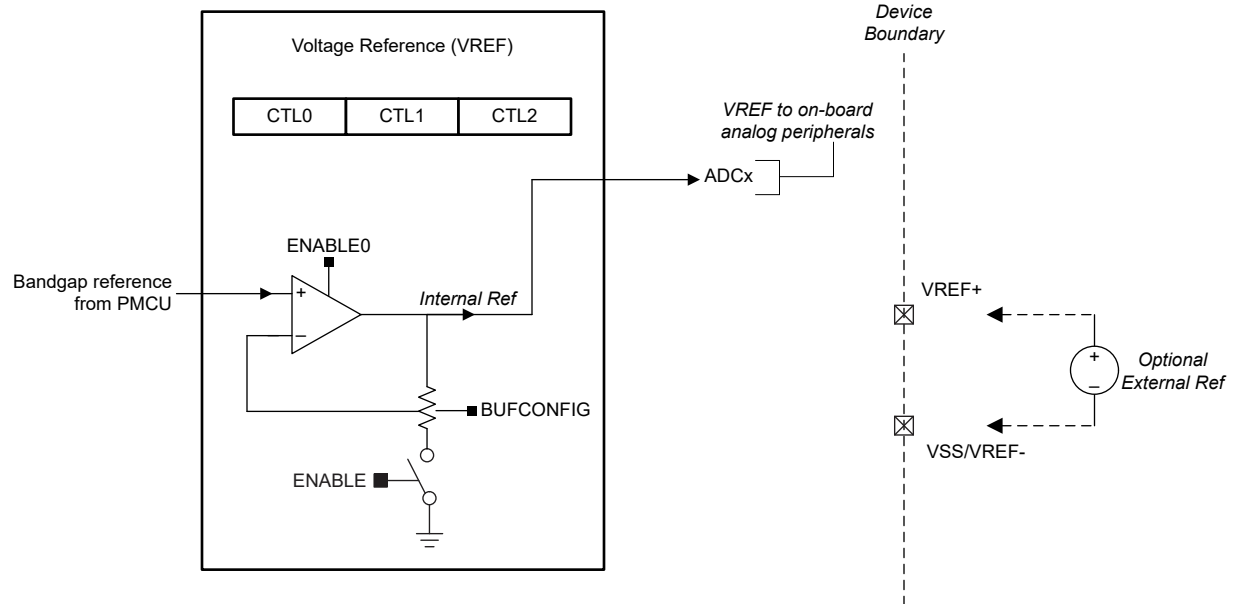 Device
Boundary
Voltage Reference (VREF)
CTL0 CTL1 CTL2
VREF to on-board
analog peripherals
ADCx
ENABLE0
Bandgap reference
from PMCU
+
−
Internal Ref
VREF+
+
−
Optional
External Ref
BUFCONFIG
VSS/VREF-
ENABLE